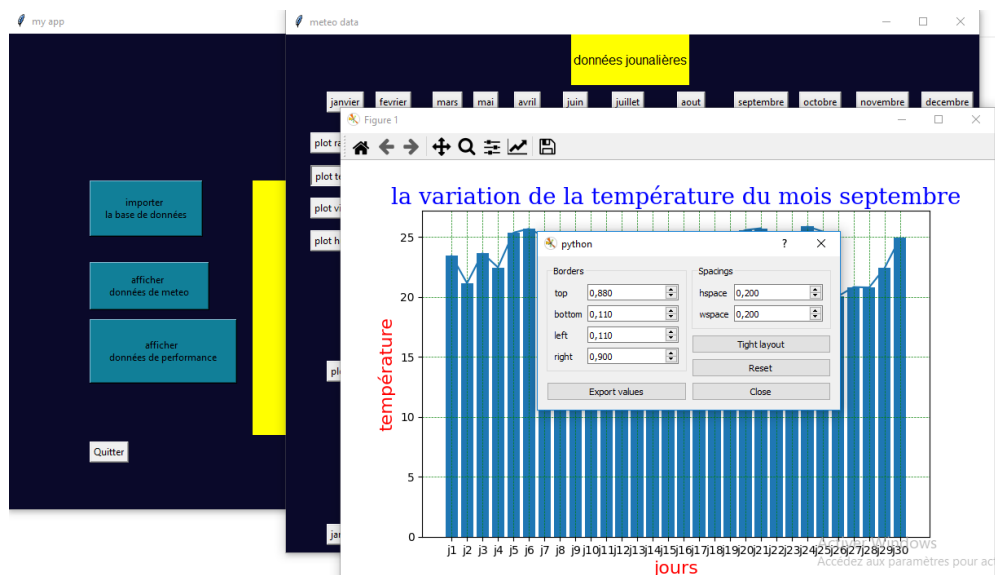 my app
meteo data
données jounalières
janvier fevrier mars mai avril juin juillet aout septembre octobre novembre decembre
Figure 1
plot
plot
plot
plot
importer
la base de données
afficher
données de meteo
afficher
données de performance
Quitter
la variation de la température du mois septembre
température
25
20
15
10
5
0
python
?
Borders
top 0,880
bottom 0,110
left 0,110
right 0,900
Export values
Spacings
hspace 0,200
wspace 0,200
Tight layout
Reset
Close
j1 j2 j3 j4 j5 j6 j7 j8 j9 j10 j11 j12 j13 j14 j15 j16 j17 j18 j19 j20 j21 j22 j23 j24 j25 j26 j27 j28 j29 j30
jours
Activer Windows
Accédez aux paramètres pour